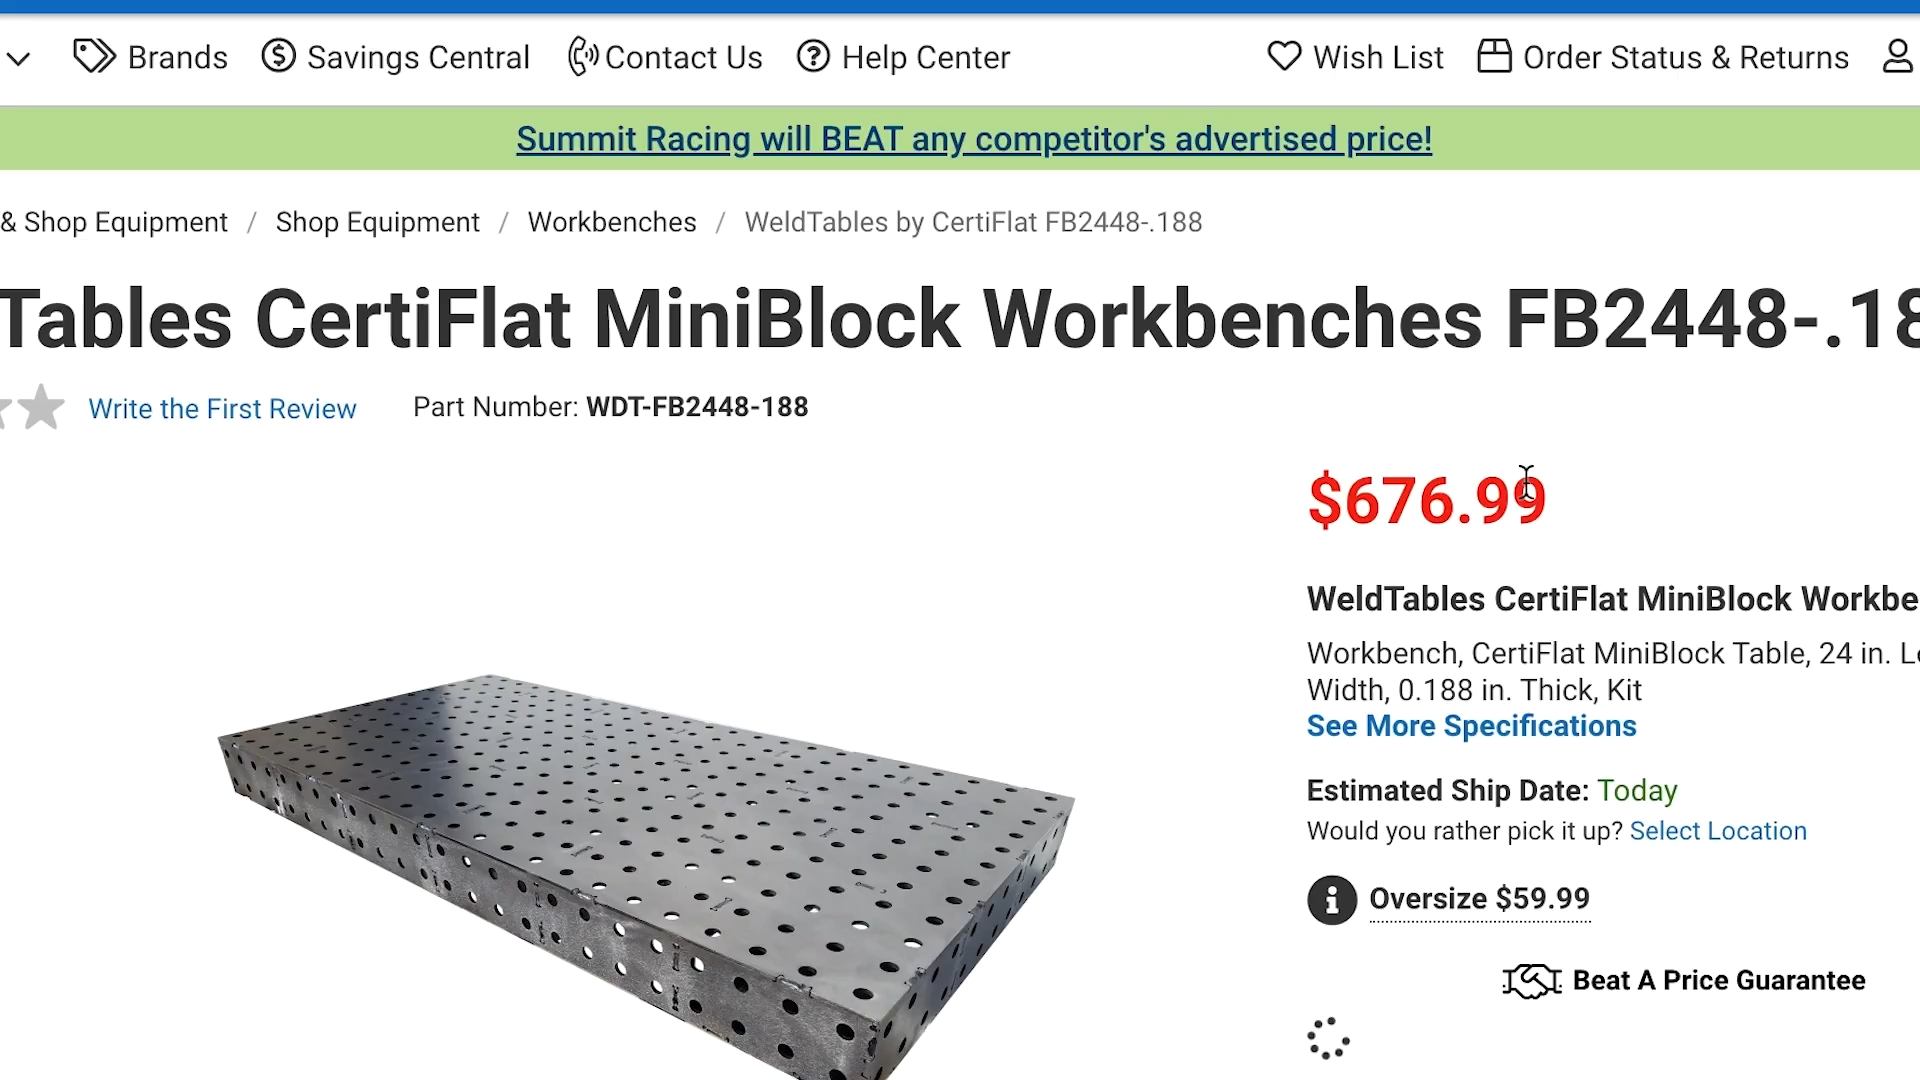 Brands Savings Central Contact Us Help Center Wish List Order Status & Returns
Summit Racing will BEAT any competitor's advertised price!
& Shop Equipment / Shop Equipment / Workbenches / WeldTables by CertiFlat FB2448-.188
Tables CertiFlat MiniBlock Workbenches FB2448-.18
Write the First Review Part Number: WDT-FB2448-188
$676.99
WeldTables CertiFlat MiniBlock Workbe
Workbench, CertiFlat MiniBlock Table, 24 in. L
Width, 0.188 in. Thick, Kit
See More Specifications
Estimated Ship Date: Today
Would you rather pick it up? Select Location
Oversize $59.99
Beat A Price Guarantee